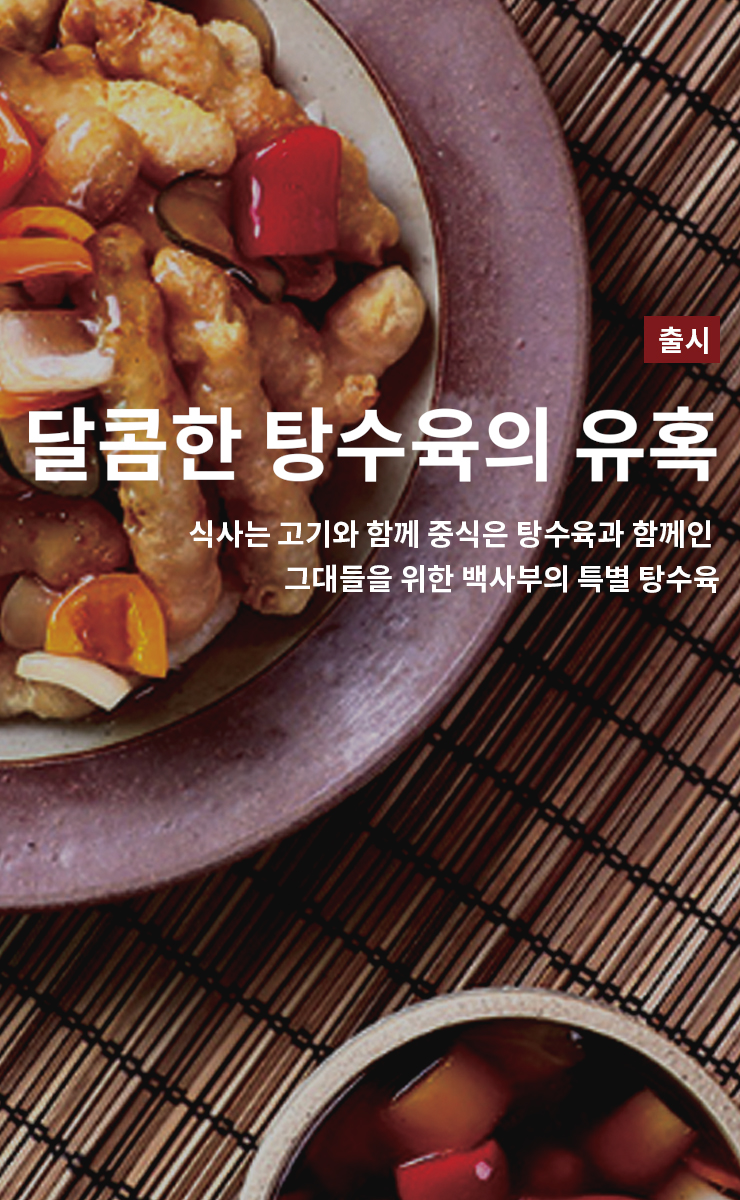 출시
달콤한 탕수육의 유혹
식사는 고기와 함께 중식은 탕수육과 함께인
그대들을 위한 백사부의 특별 탕수육